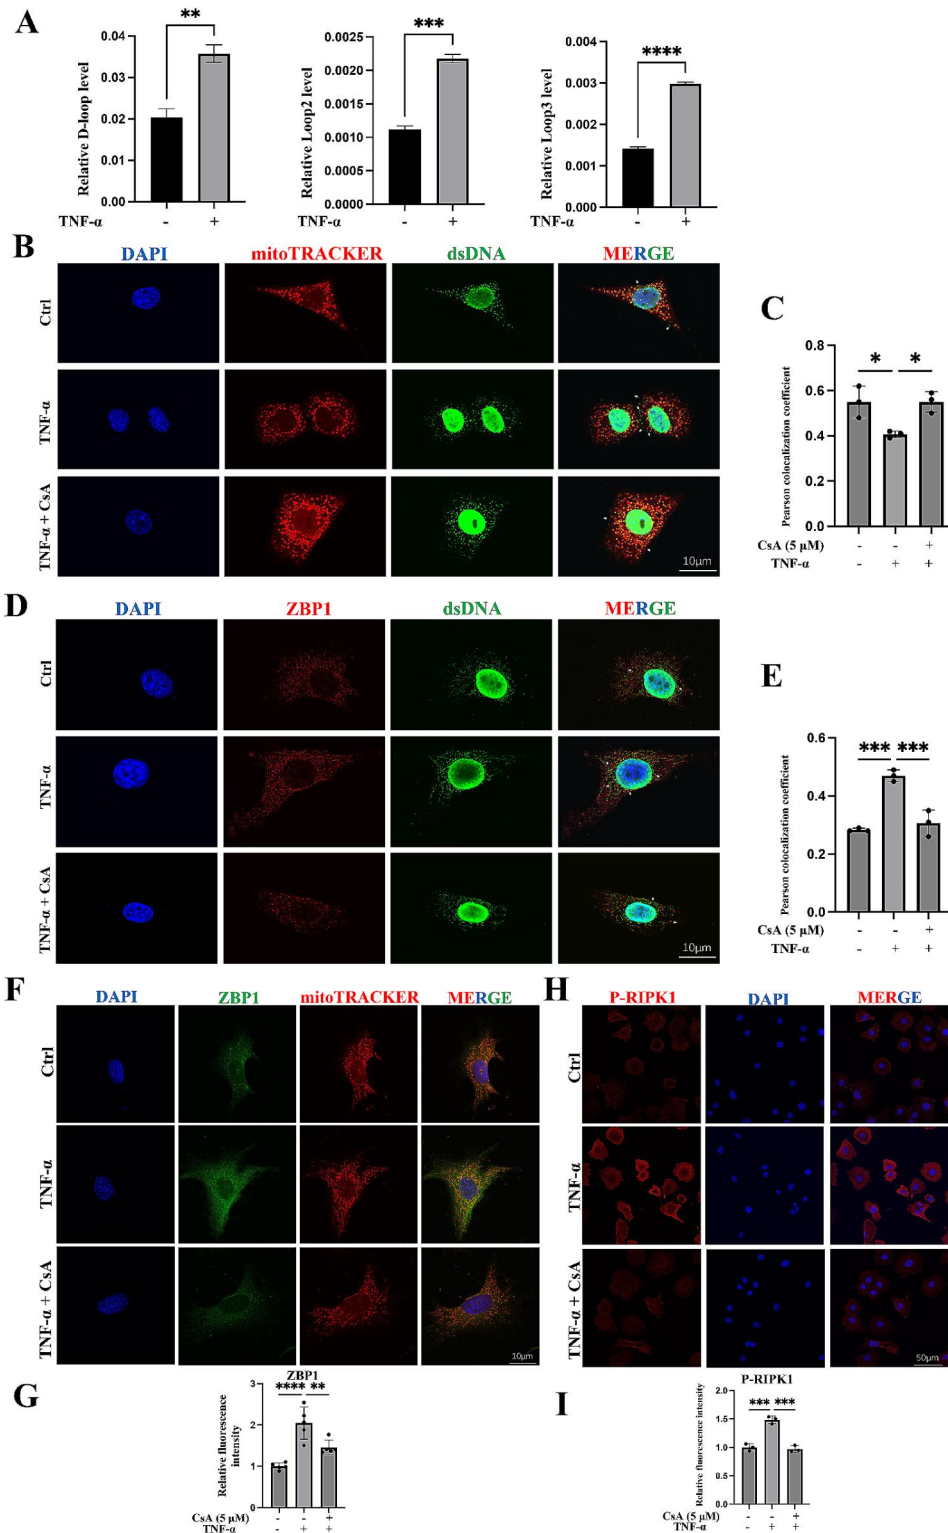 A
**
***
****
Relative D-loop level
0.04
0.03
0.02
0.01
0.00
Relative Loop2 level
0.0025
0.0020
0.0015
0.0010
0.0005
0.0000
Relative Loop3 level
0.004
0.003
0.002
0.001
0.000
TNF-α - +
TNF-α - +
TNF-α - +
B
DAPI mitoTRACKER dsDNA MERGE
Ctrl
TNF-α
TNF-α + CsA
10μm
C
Pearson colocalization coefficient
0.8
0.6
0.4
0.2
0.0
* *
CsA (5 μM) - - +
TNF-α - + +
D
DAPI ZBP1 dsDNA MERGE
Ctrl
TNF-α
TNF-α + CsA
10μm
E
Pearson colocalization coefficient
0.6
0.4
0.2
0.0
*** ***
CsA (5 μM) - - +
TNF-α - + +
F
DAPI ZBP1 mitoTRACKER MERGE
Ctrl
TNF-α
TNF-α + CsA
10μm
H
P-RIPK1 DAPI MERGE
Ctrl
TNF-α
TNF-α + CsA
50μm
G
ZBP1
**** **
Relative fluorescence
intensity
3
2
1
0
CsA (5 μM) - - +
TNF-α - + +
I
P-RIPK1
*** ***
Relative fluorescence intensity
2.0
1.5
1.0
0.5
0.0
CsA (5 μM) - - +
TNF-α - + +